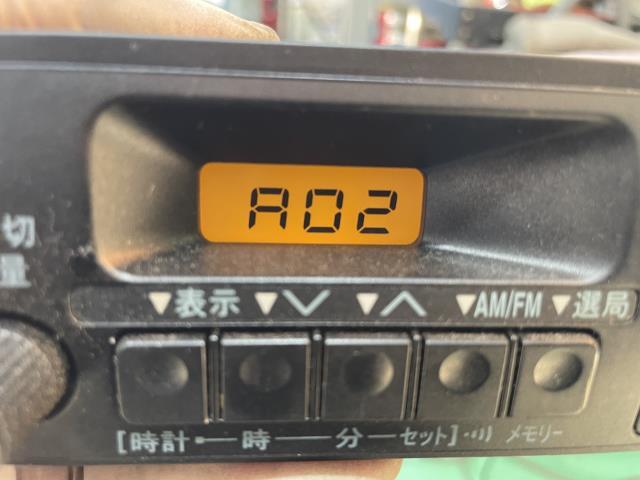 A02
切
量
▼表示 ▼∨ ▼∧ ▼AM/FM ▼選局
[時計 時 分 セット] メモリー